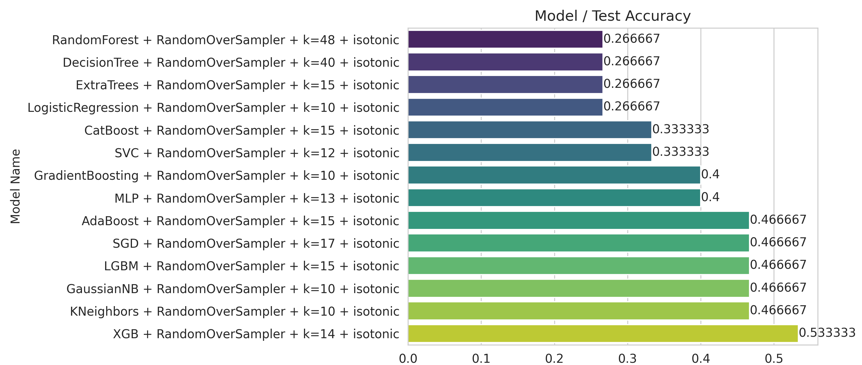 Model / Test Accuracy
Model Name
RandomForest + RandomOverSampler + k=48 + isotonic 0.266667
DecisionTree + RandomOverSampler + k=40 + isotonic 0.266667
ExtraTrees + RandomOverSampler + k=15 + isotonic 0.266667
LogisticRegression + RandomOverSampler + k=10 + isotonic 0.266667
CatBoost + RandomOverSampler + k=15 + isotonic 0.333333
SVC + RandomOverSampler + k=12 + isotonic 0.333333
GradientBoosting + RandomOverSampler + k=10 + isotonic 0.4
MLP + RandomOverSampler + k=13 + isotonic 0.4
AdaBoost + RandomOverSampler + k=15 + isotonic 0.466667
SGD + RandomOverSampler + k=17 + isotonic 0.466667
LGBM + RandomOverSampler + k=15 + isotonic 0.466667
GaussianNB + RandomOverSampler + k=10 + isotonic 0.466667
KNeighbors + RandomOverSampler + k=10 + isotonic 0.466667
XGB + RandomOverSampler + k=14 + isotonic 0.533333
0.0 0.1 0.2 0.3 0.4 0.5